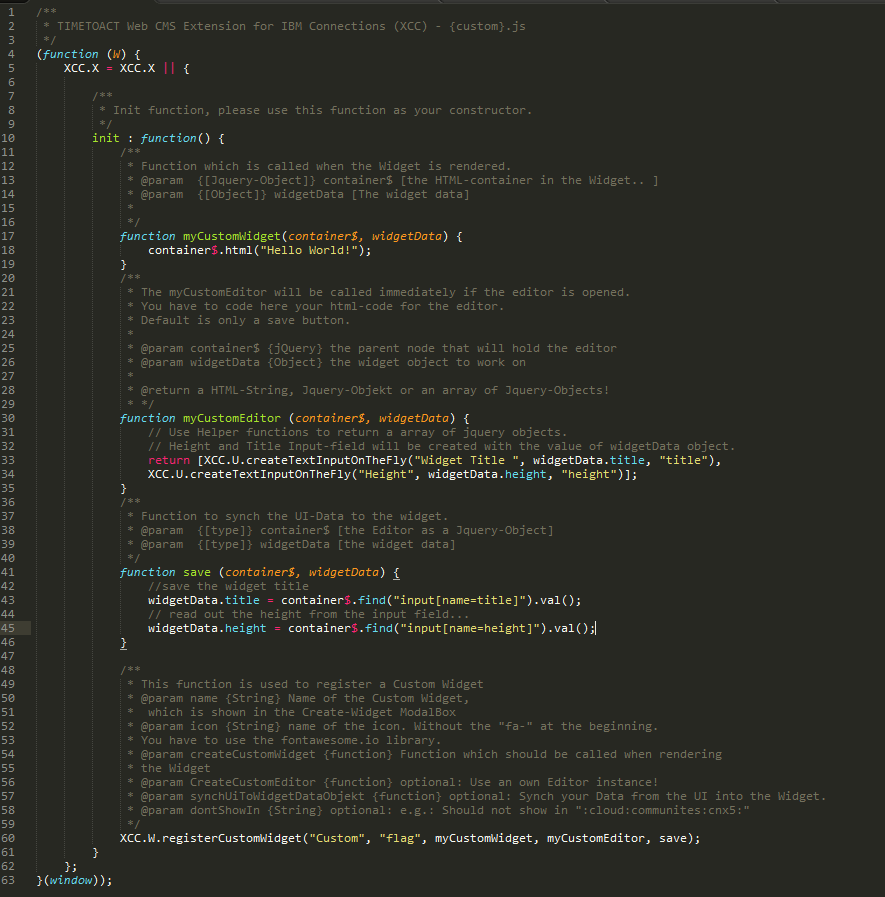 1 /**
2  * TIMETOACT Web CMS Extension for IBM Connections (XCC) - {custom}.js
3  */
4 (function (W) {
5     XCC.X = XCC.X || {
6
7         /**
8          * Init function, please use this function as your constructor.
9          */
10         init : function() {
11             /**
12              * Function which is called when the Widget is rendered.
13              * @param  {[Jquery-Object]} container$ [the HTML-container in the Widget.. ]
14              * @param  {[Object]} widgetData [The widget data]
15              *
16              */
17             function myCustomWidget(container$, widgetData) {
18                 container$.html("Hello World!");
19             }
20             /**
21              * The myCustomEditor will be called immediately if the editor is opened.
22              * You have to code here your html-code for the editor.
23              * Default is only a save button.
24              *
25              * @param container$ {jQuery} the parent node that will hold the editor
26              * @param widgetData {Object} the widget object to work on
27              *
28              * @return a HTML-String, Jquery-Objekt or an array of Jquery-Objects!
29              * */
30             function myCustomEditor (container$, widgetData) {
31                 // Use Helper functions to return a array of jquery objects.
32                 // Height and Title Input-field will be created with the value of widgetData object.
33                 return [XCC.U.createTextInputOnTheFly("Widget Title ", widgetData.title, "title"),
34                 XCC.U.createTextInputOnTheFly("Height", widgetData.height, "height")];
35             }
36             /**
37              * Function to synch the UI-Data to the widget.
38              * @param  {[type]} container$ [the Editor as a Jquery-Object]
39              * @param  {[type]} widgetData [the widget data]
40              */
41             function save (container$, widgetData) {
42                 //save the widget title
43                 widgetData.title = container$.find("input[name=title]").val();
44                 // read out the height from the input field...
45                 widgetData.height = container$.find("input[name=height]").val();
46             }
47
48             /**
49              * This function is used to register a Custom Widget
50              * @param name {String} Name of the Custom Widget,
51              *  which is shown in the Create-Widget ModalBox
52              * @param icon {String} name of the icon. Without the "fa-" at the beginning.
53              * You have to use the fontawesome.io library.
54              * @param createCustomWidget {function} Function which should be called when rendering
55              * the Widget
56              * @param CreateCustomEditor {function} optional: Use an own Editor instance!
57              * @param synchUiToWidgetDataObjekt {function} optional: Synch your Data from the UI into the Widget.
58              * @param dontShowIn {String} optional: e.g.: Should not show in ":cloud:communites:cnx5:"
59              */
60             XCC.W.registerCustomWidget("Custom", "flag", myCustomWidget, myCustomEditor, save);
61         }
62     };
63 }(window));